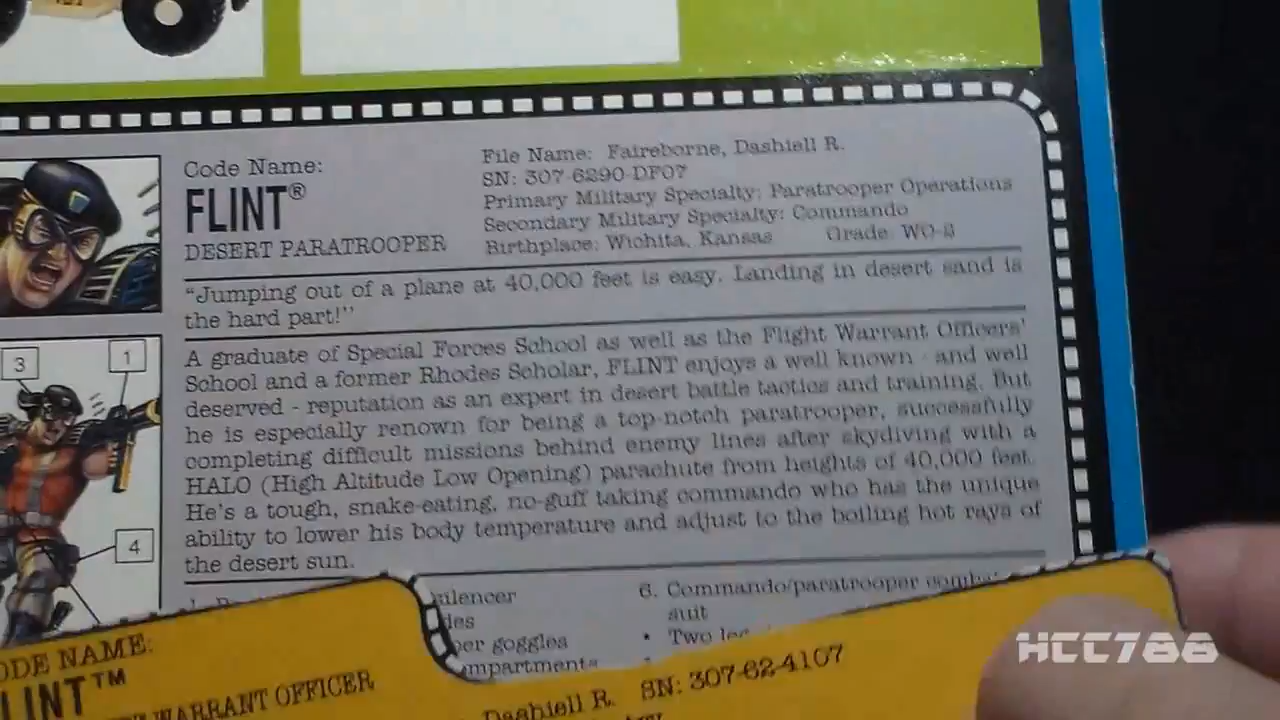 Code Name:
FLINT®
DESERT PARATROOPER
File Name: Faireborne, Dashiell R.
SN: 307-6290-DF07
Primary Military Specialty: Paratrooper Operations
Secondary Military Specialty: Commando
Birthplace: Wichita, Kansas Grade:
"Jumping out of a plane at 40,000 feet is easy. Landing in desert sand is
the hard part!"
A graduate of Special Forces School as well as the Flight Warrant Officers'
School and a former Rhodes Scholar, FLINT enjoys a well known - and well
deserved - reputation as an expert in desert battle tactics and training. But
he is especially renown for being a top-notch paratrooper, successfully
completing difficult missions behind enemy lines after skydiving with a
HALO (High Altitude Low Opening) parachute from heights of 40,000 feet.
He's a tough, snake-eating, no-guff taking commando who has the unique
ability to lower his body temperature and adjust to the boiling hot rays of
the desert sun.
3
1
4
silencer
goggles
6. Commando/paratrooper
suit
• Two
ODE NAME:
LINT™
WARRANT OFFICER
Dashiell R. SN: 307-62-4107
HCC788